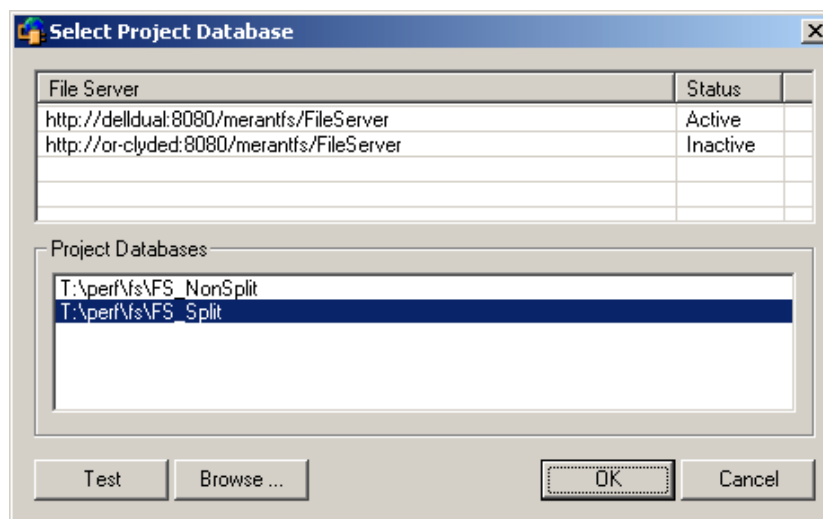 Select Project Database
File Server Status
http://delldual:8080/merantfs/FileServer Active
http://or-clyded:8080/merantfs/FileServer Inactive
Project Databases
T:\perf\fs\FS_NonSplit
T:\perf\fs\FS_Split
Test Browse ... OK Cancel